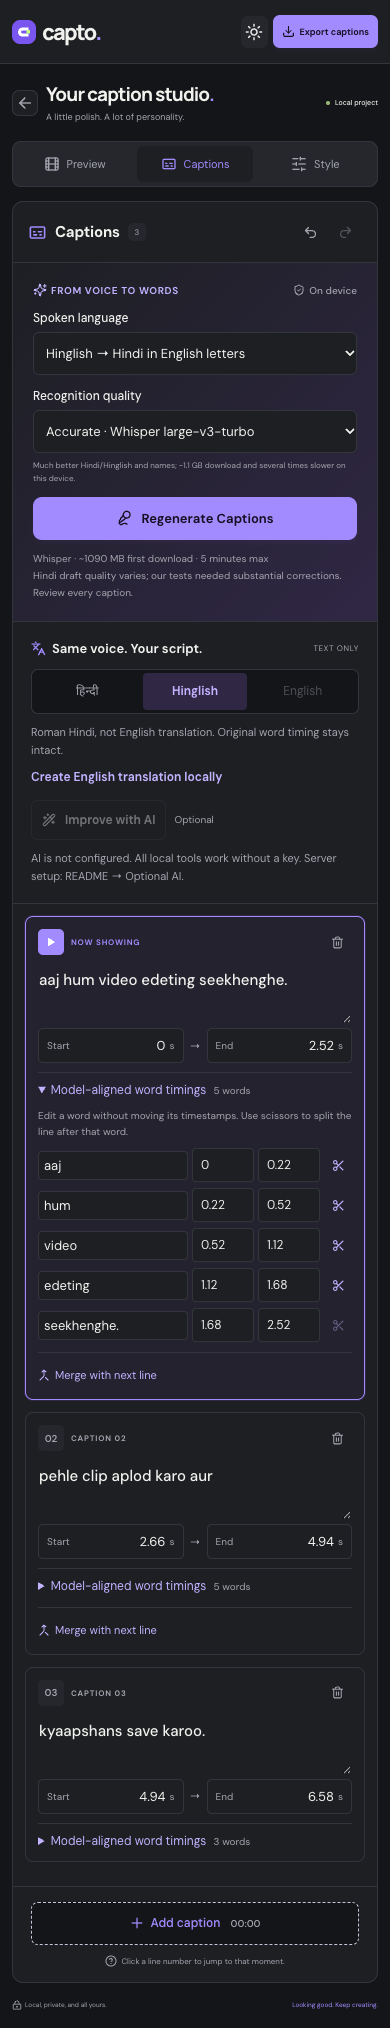 capto.
Export captions
Your caption studio.
A little polish. A lot of personality.
Local project
Preview
Captions
Style
Captions 3
FROM VOICE TO WORDS
On device
Spoken language
Hinglish → Hindi in English letters
Recognition quality
Accurate · Whisper large-v3-turbo
Much better Hindi/Hinglish and names; ~1.1 GB download and several times slower on
this device.
Regenerate Captions
Whisper · ~1090 MB first download · 5 minutes max
Hindi draft quality varies; our tests needed substantial corrections.
Review every caption.
Same voice. Your script.
TEXT ONLY
हिन्दी
Hinglish
English
Roman Hindi, not English translation. Original word timing stays
intact.
Create English translation locally
Improve with AI
Optional
AI is not configured. All local tools work without a key. Server
setup: README → Optional AI.
NOW SHOWING
aaj hum video edeting seekhenghe.
Start 0 s → End 2.52 s
Model-aligned word timings 5 words
Edit a word without moving its timestamps. Use scissors to split the
line after that word.
aaj 0 0.22
hum 0.22 0.52
video 0.52 1.12
edeting 1.12 1.68
seekhenghe. 1.68 2.52
Merge with next line
02 CAPTION 02
pehle clip aplod karo aur
Start 2.66 s → End 4.94 s
Model-aligned word timings 5 words
Merge with next line
03 CAPTION 03
kyaapshans save karoo.
Start 4.94 s → End 6.58 s
Model-aligned word timings 3 words
+ Add caption 00:00
Click a line number to jump to that moment.
Local, private, and all yours.
Looking good. Keep creating.